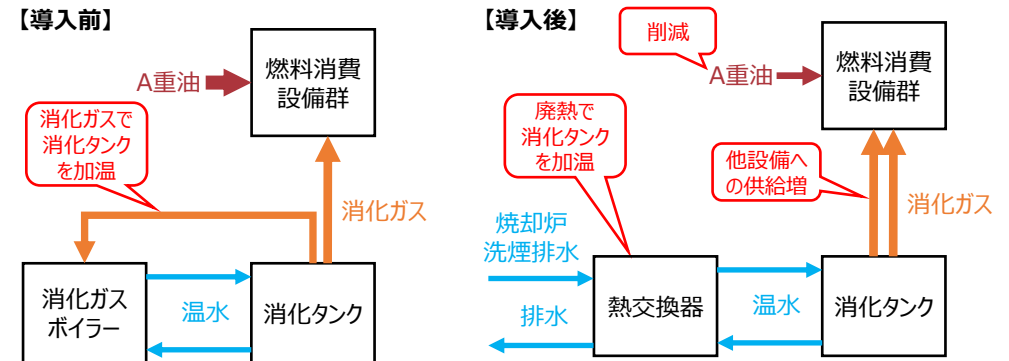 【導入前】
燃料消費
設備群
A重油
消化ガスで
消化タンク
を加温
消化ガス
消化ガス
ボイラー
温水
消化タンク
【導入後】
削減
A重油
燃料消費
設備群
廃熱で
消化タンク
を加温
他設備へ
の供給増
消化ガス
焼却炉
洗煙排水
排水
熱交換器
温水
消化タンク